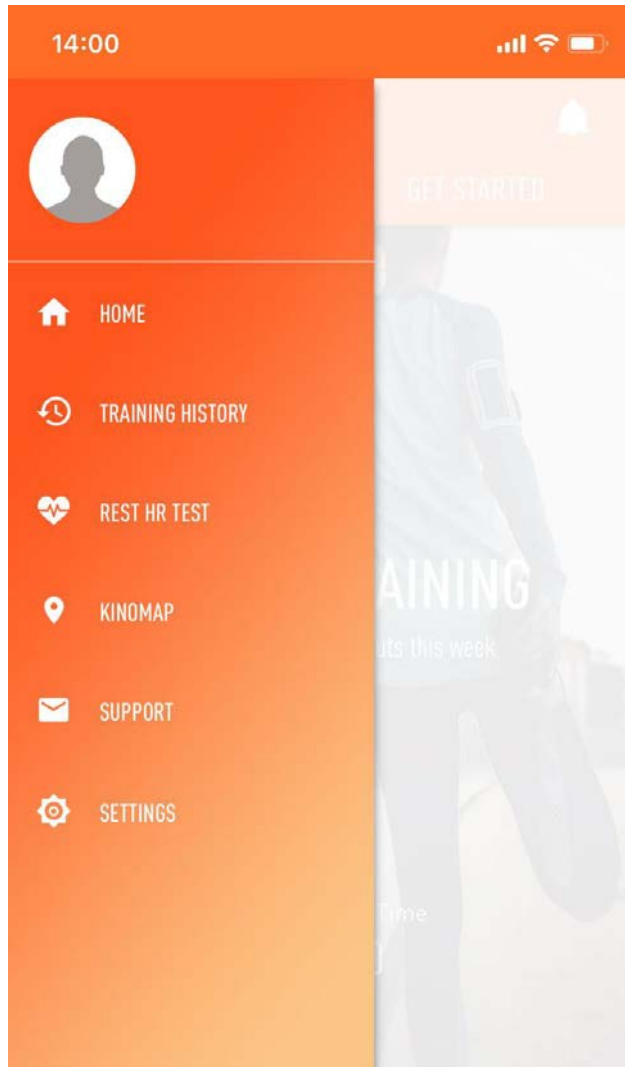 14:00
GET STARTED
HOME
TRAINING HISTORY
REST HR TEST
KINOMAP
AINING
uts this week
SUPPORT
SETTINGS
Time